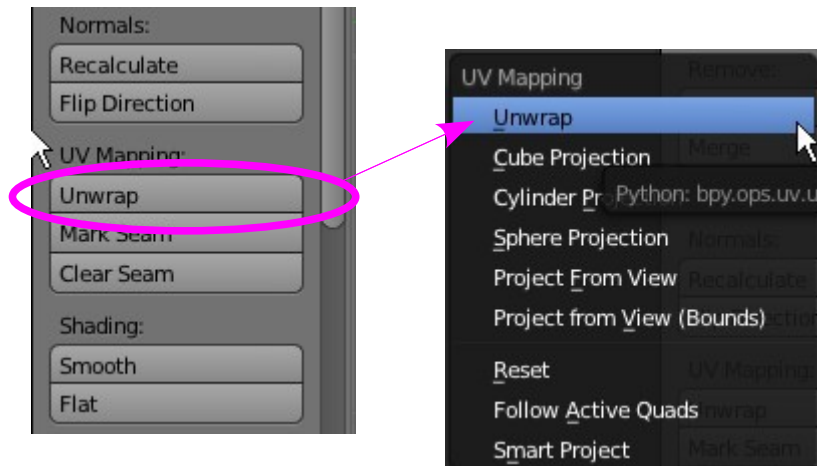 Normals:
Recalculate
Flip Direction
UV Mapping:
Unwrap
Mark Seam
Clear Seam
Shading:
Smooth
Flat
UV Mapping
Unwrap
Cube Projection
Cylinder Pr
Python: bpy.ops.uv.u
Sphere Projection
Project From View
Project from View (Bounds)
Reset
Follow Active Quads
Smart Project
Remove:
Merge
Normals:
Recalculate
UV Mapping:
Unwrap
Mark Seam